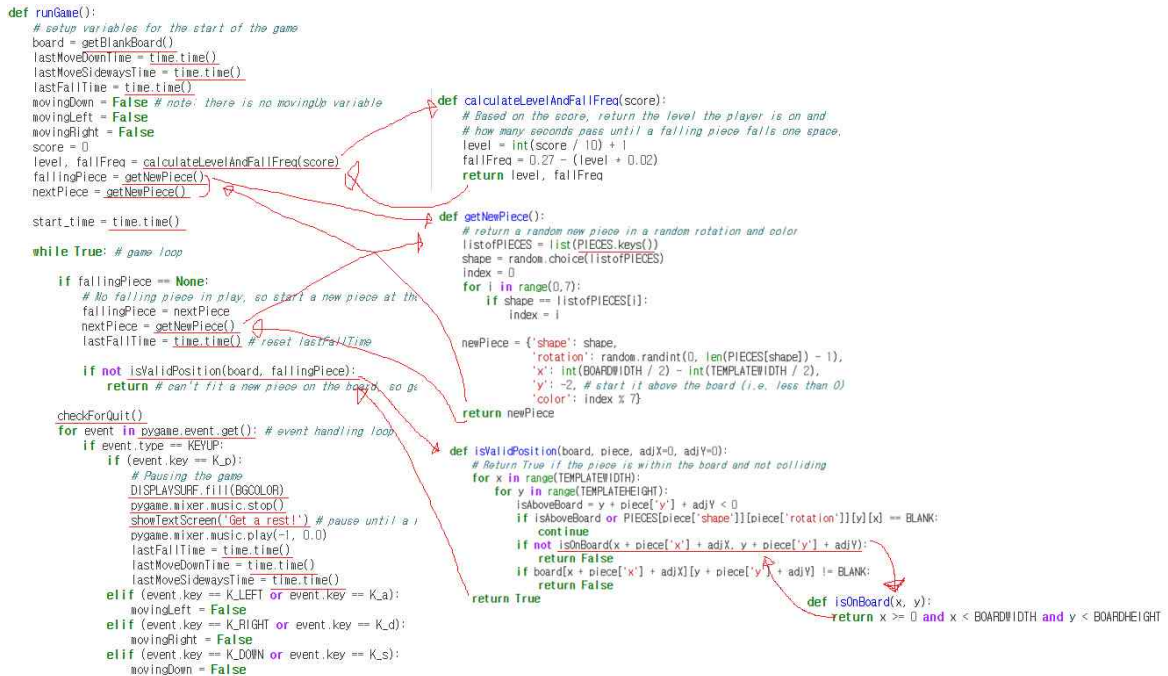 def runGame():
# setup variables for the start of the game
board = getBlankBoard()
lastMoveDownTime = time.time()
lastMoveSidewaysTime = time.time()
lastFallTime = time.time()
movingDown = False # note: there is no movingUp variable
movingLeft = False
movingRight = False
score = 0
level, fallFreq = calculateLevelAndFallFreq(score)
fallingPiece = getNewPiece()
nextPiece = getNewPiece()
start_time = time.time()
while True: # game loop
if fallingPiece == None:
# No falling piece in play, so start a new piece at the
fallingPiece = nextPiece
nextPiece = getNewPiece()
lastFallTime = time.time() # reset lastFallTime
if not isValidPosition(board, fallingPiece):
return # can't fit a new piece on the board, so ga
checkForQuit()
for event in pygame.event.get(): # event handling loop
if event.type == KEYUP:
if (event.key == K_p):
# Pausing the game
DISPLAYSURF.fill(BGCOLOR)
pygame.mixer.music.stop()
showTextScreen('Get a rest!') # pause until a
pygame.mixer.music.play(-1, 0.0)
lastFallTime = time.time()
lastMoveDownTime = time.time()
lastMoveSidewaysTime = time.time()
elif (event.key == K_LEFT or event.key == K_a):
movingLeft = False
elif (event.key == K_RIGHT or event.key == K_d):
movingRight = False
elif (event.key == K_DOWN or event.key == K_s):
movingDown = False
def calculateLevelAndFallFreq(score):
# Based on the score, return the level the player is on and
# how many seconds pass until a falling piece falls one space.
level = int(score / 10) + 1
fallFreq = 0.27 - (level * 0.02)
return level, fallFreq
def getNewPiece():
# return a random new piece in a random rotation and color
listofPIECES = list(PIECES.keys())
shape = random.choice(listofPIECES)
index = 0
for i in range(0,7):
if shape == listofPIECES[i]:
index = i
newPiece = {'shape': shape,
'rotation': random.randint(0, len(PIECES[shape]) - 1),
'x': int(BOARDWIDTH / 2) - int(TEMPLATEWIDTH / 2),
'y': -2, # start it above the board (i.e. less than 0)
'color': index % 7}
return newPiece
def isValidPosition(board, piece, adjX=0, adjY=0):
# Return True if the piece is within the board and not colliding
for x in range(TEMPLATEWIDTH):
for y in range(TEMPLATEHEIGHT):
isAboveBoard = y + piece['y'] + adjY < 0
if isAboveBoard or PIECES[piece['shape']][piece['rotation']][y][x] == BLANK:
continue
if not isOnBoard(x + piece['x'] + adjX, y + piece['y'] + adjY):
return False
if board[x + piece['x'] + adjX][y + piece['y'] + adjY] != BLANK:
return False
return True
def isOnBoard(x, y):
return x >= 0 and x < BOARDWIDTH and y < BOARDHEIGHT